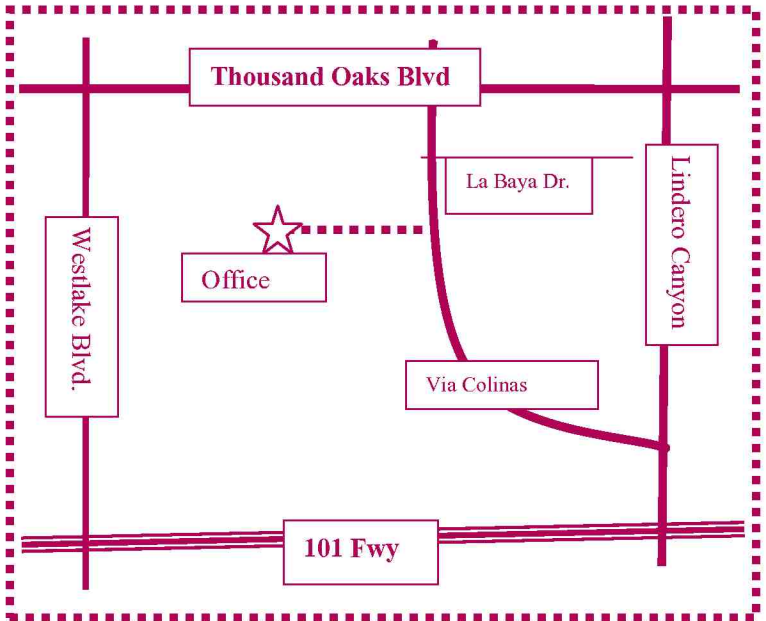 Thousand Oaks Blvd
La Baya Dr.
Lindero Canyon
Westlake Blvd.
Office
Via Colinas
101 Fwy